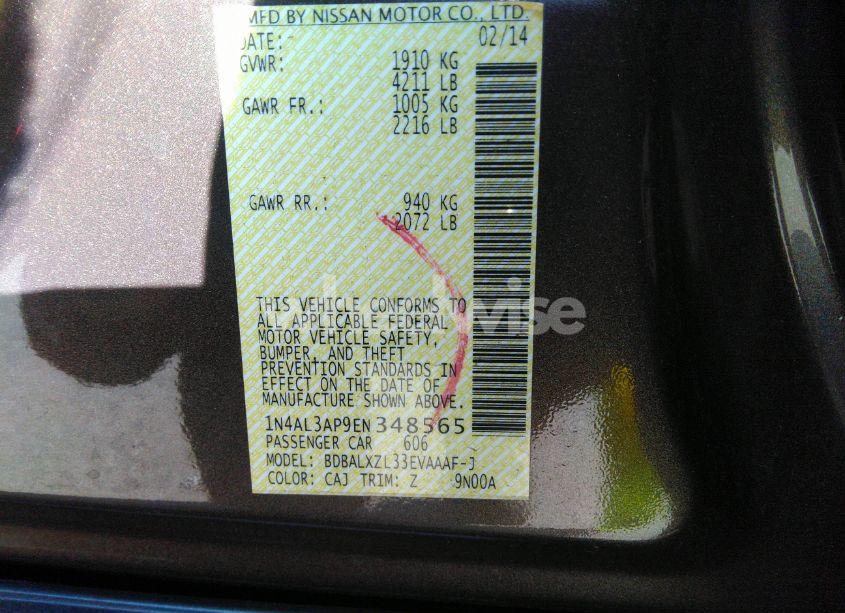 MFD BY NISSAN MOTOR CO., LTD.
DATE: 02/14
GVWR: 1910 KG
4211 LB
GAWR FR.: 1005 KG
2216 LB
GAWR RR.: 940 KG
2072 LB
THIS VEHICLE CONFORMS TO
ALL APPLICABLE FEDERAL
MOTOR VEHICLE SAFETY,
BUMPER, AND THEFT
PREVENTION STANDARDS IN
EFFECT ON THE DATE OF
MANUFACTURE SHOWN ABOVE.
1N4AL3AP9EN348565
PASSENGER CAR 606
MODEL: BDBALXZL33EVAAAF-J
COLOR: CAJ TRIM: Z 9N00A
wise